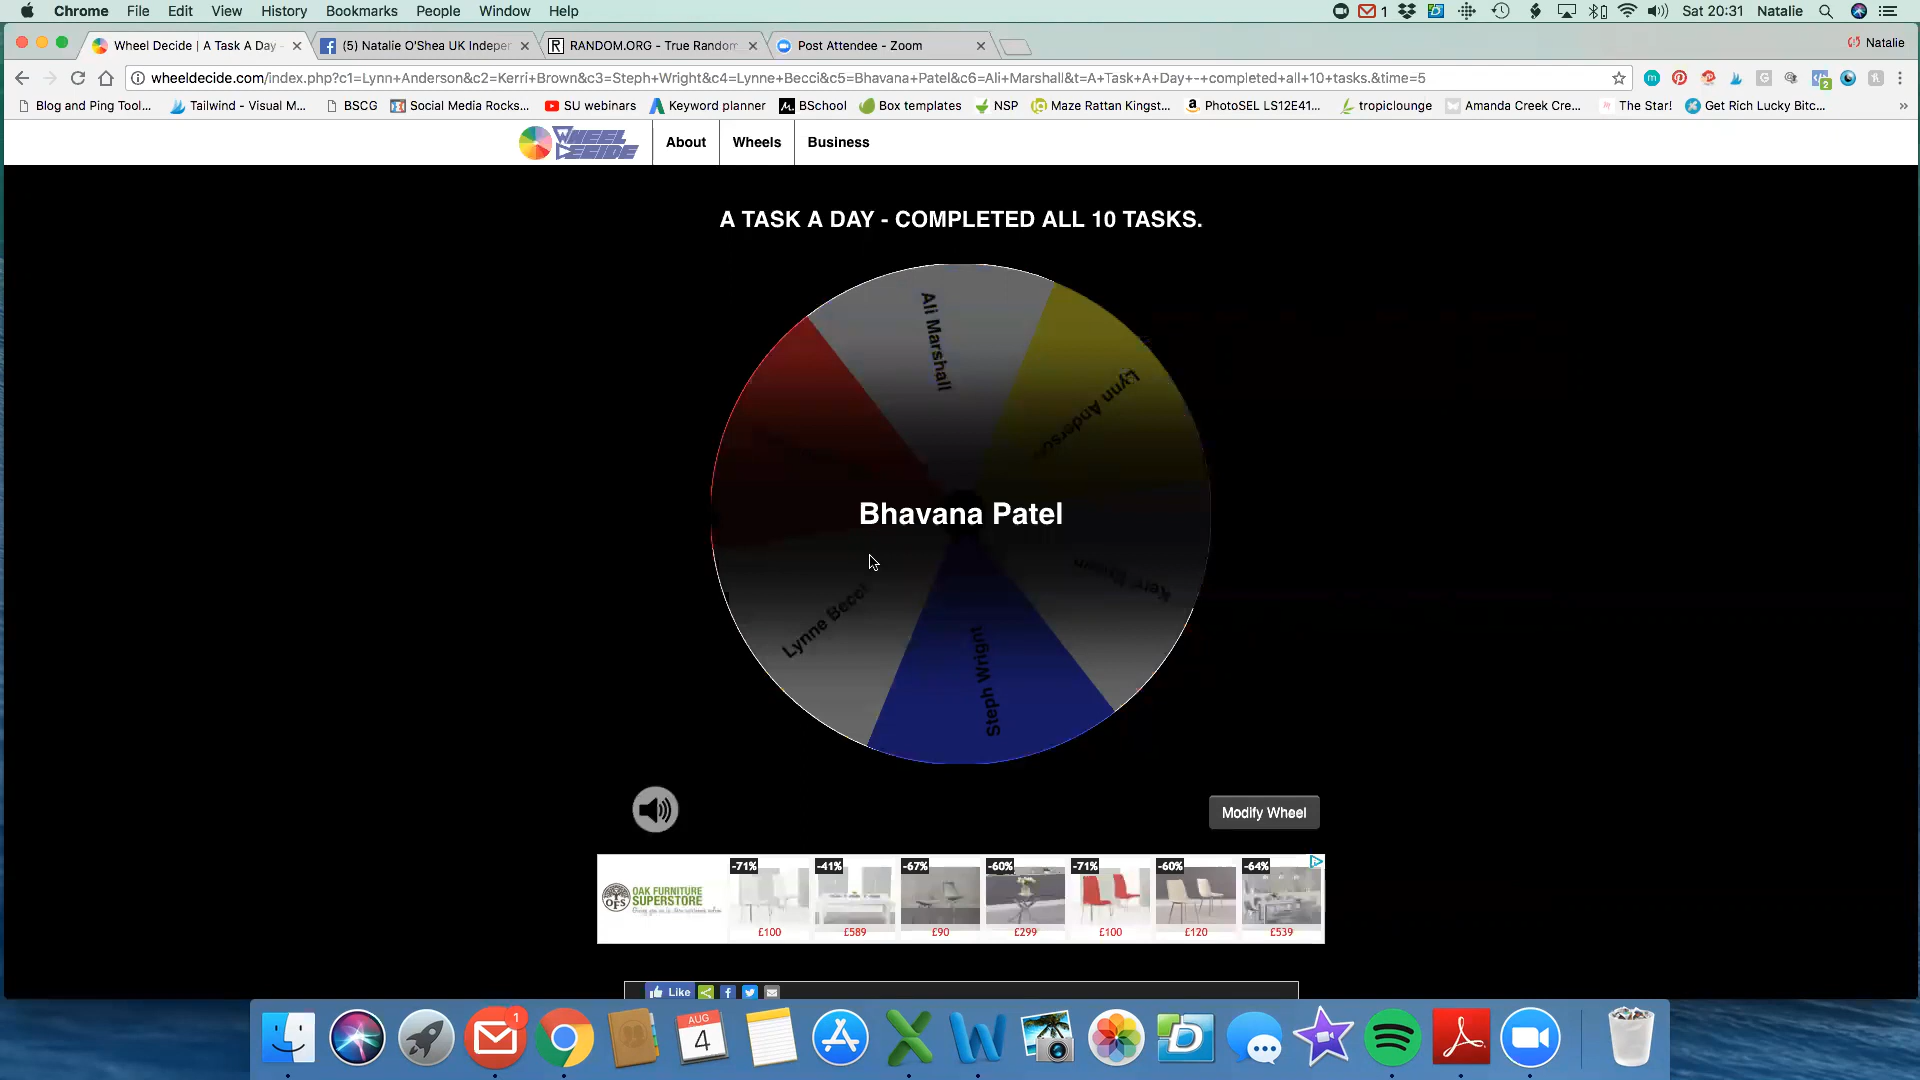 Chrome File Edit View History Bookmarks People Window Help 1 Sat 20:31 Natalie
Wheel Decide | A Task A Day - (5) Natalie O'Shea UK Indeper RANDOM.ORG - True Random Post Attendee - Zoom Natalie
wheeldecide.com/index.php?c1=Lynn+Anderson&c2=Kerri+Brown&c3=Steph+Wright&c4=Lynne+Becci&c5=Bhavana+Patel&c6=Ali+Marshall&t=A+Task+A+Day+-+completed+all+10+tasks.&time=5
Blog and Ping Tool... Tailwind - Visual M... BSCG Social Media Rocks... SU webinars Keyword planner BSchool Box templates NSP Maze Rattan Kingst... PhotoSEL LS12E41... tropiclounge Amanda Creek Cre... The Star! Get Rich Lucky Bitc... »
WHEEL DECIDE About Wheels Business
A TASK A DAY - COMPLETED ALL 10 TASKS.
Ali Marshall
Lynn Anderson
Bhavana Patel
Kerri Brown
Lynne Becci
Steph Wright
Modify Wheel
-71% -41% -67% -60% -71% -60% -64%
OFS OAK FURNITURE SUPERSTORE
£100 £589 £90 £299 £100 £120 £539
Like
1
AUG
4